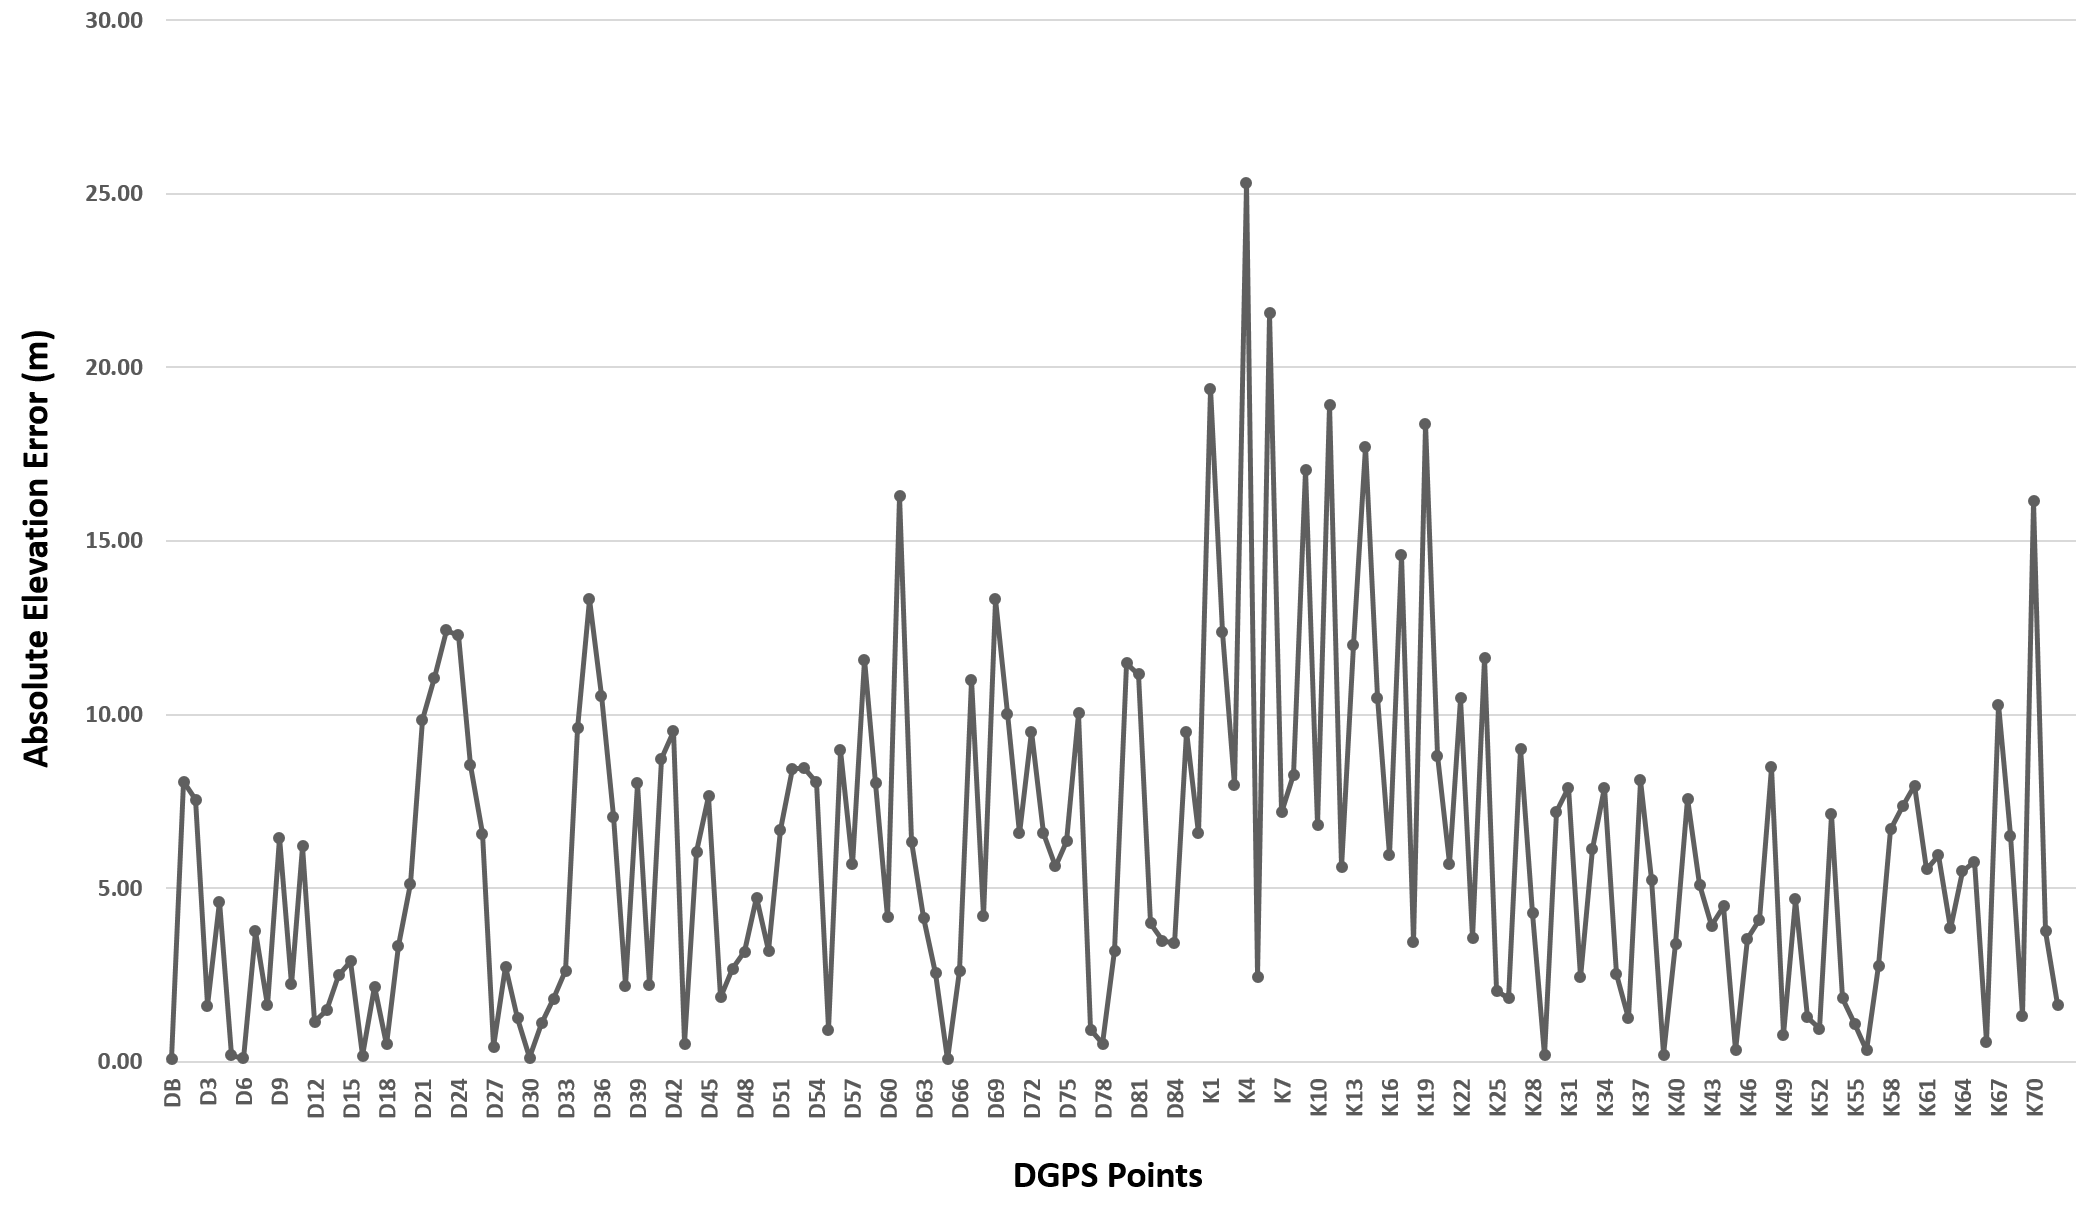 30.00
25.00
20.00
15.00
10.00
5.00
0.00
Absolute Elevation Error (m)
DB D3 D6 D9 D12 D15 D18 D21 D24 D27 D30 D33 D36 D39 D42 D45 D48 D51 D54 D57 D60 D63 D66 D69 D72 D75 D78 D81 D84 K1 K4 K7 K10 K13 K16 K19 K22 K25 K28 K31 K34 K37 K40 K43 K46 K49 K52 K55 K58 K61 K64 K67 K70
DGPS Points